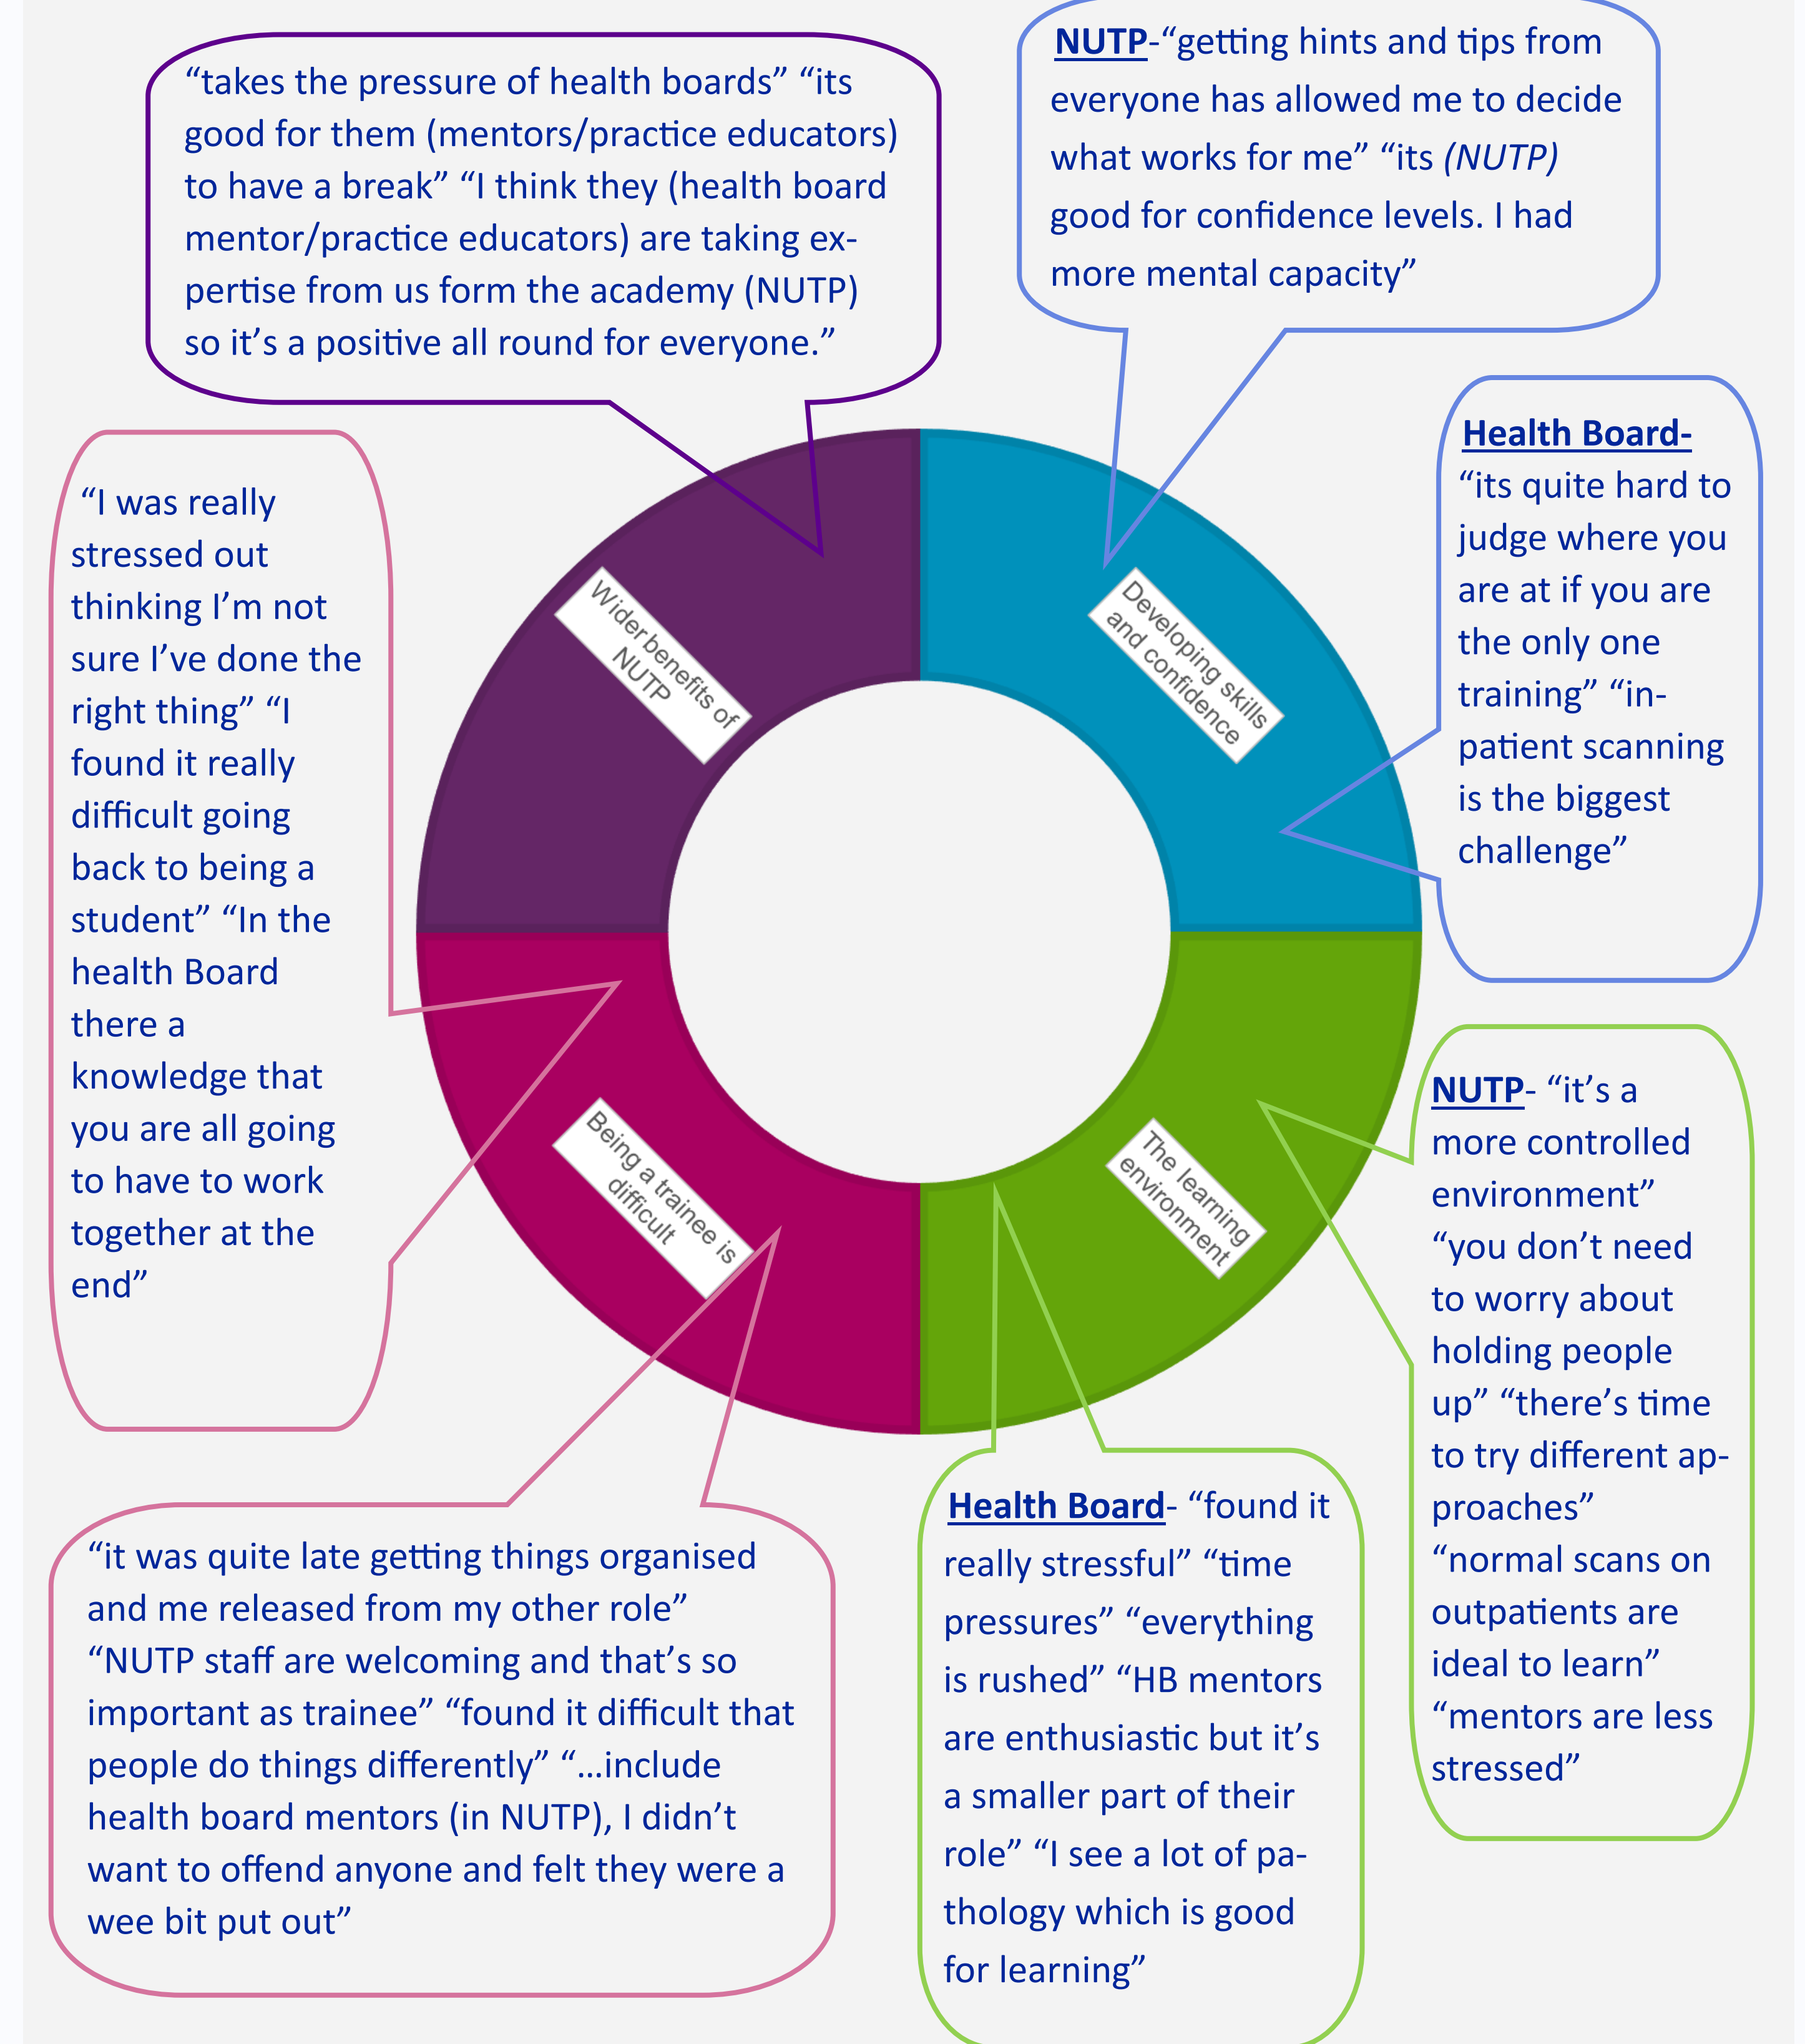 “takes the pressure of health boards” “its
good for them (mentors/practice educators)
to have a break” “I think they (health board
mentor/practice educators) are taking ex-
pertise from us form the academy (NUTP)
so it’s a positive all round for everyone.”
NUTP-“getting hints and tips from
everyone has allowed me to decide
what works for me” “its (NUTP)
good for confidence levels. I had
more mental capacity”
Health Board-
“its quite hard to
judge where you
are at if you are
the only one
training” “in-
patient scanning
is the biggest
challenge”
“I was really
stressed out
thinking I’m not
sure I’ve done the
right thing” “I
found it really
difficult going
back to being a
student” “In the
health Board
there a
knowledge that
you are all going
to have to work
together at the
end”
Wider benefits of
NUTP
Developing skills
and confidence
Being a trainee is
difficult
The learning
environment
NUTP- “it’s a
more controlled
environment”
“you don’t need
to worry about
holding people
up” “there’s time
to try different ap-
proaches”
“normal scans on
outpatients are
ideal to learn”
“mentors are less
stressed”
“it was quite late getting things organised
and me released from my other role”
“NUTP staff are welcoming and that’s so
important as trainee” “found it difficult that
people do things differently” “…include
health board mentors (in NUTP), I didn’t
want to offend anyone and felt they were a
wee bit put out”
Health Board- “found it
really stressful” “time
pressures” “everything
is rushed” “HB mentors
are enthusiastic but it’s
a smaller part of their
role” “I see a lot of pa-
thology which is good
for learning”